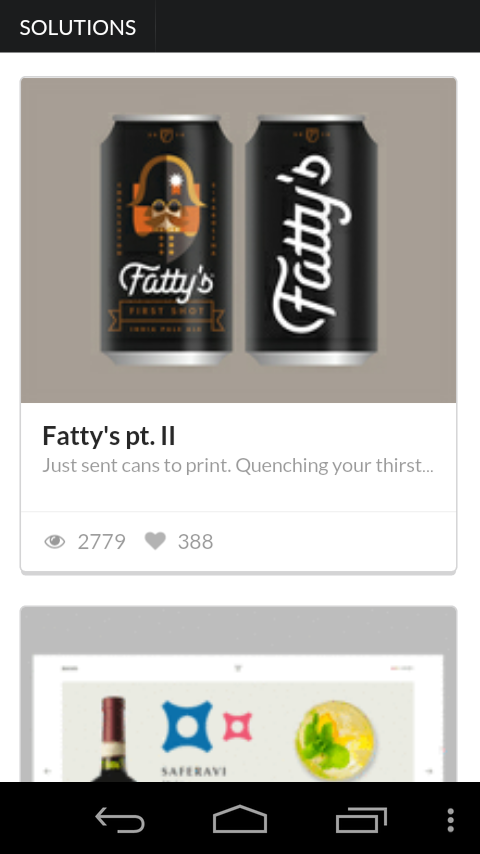 SOLUTIONS
Fatty's
FIRST SHOT
INDIA PALE ALE
Fatty's
Fatty's pt. II
Just sent cans to print. Quenching your thirst...
2779 388
SAFERAVI